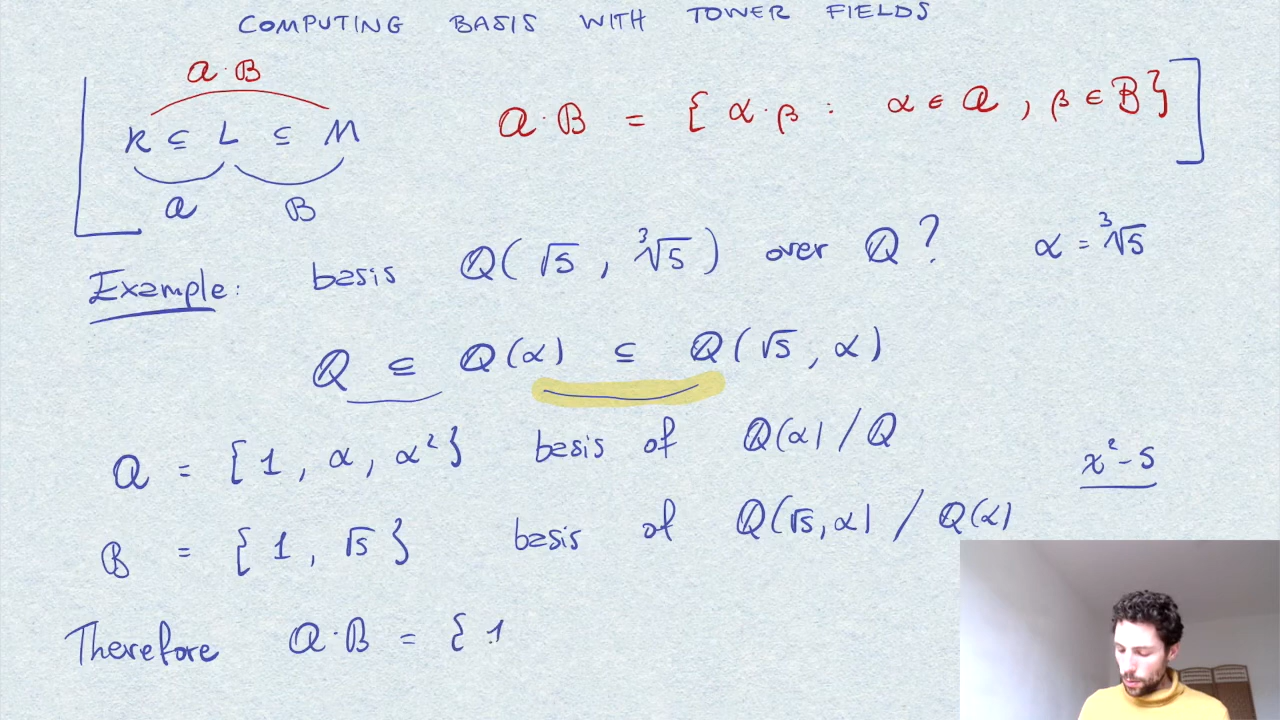 COMPUTING BASIS WITH TOWER FIELDS
a·B
K ⊆ L ⊆ M
a B
a·B = { α·β : α ∈ a , β ∈ B }
Example: basis Q( √5 , ∛5 ) over Q ? α = ∛5
Q ⊆ Q(α) ⊆ Q( √5 , α )
a = { 1 , α , α² } basis of Q(α) / Q
x² - 5
B = { 1 , √5 } basis of Q(√5, α) / Q(α)
Therefore a·B = { 1